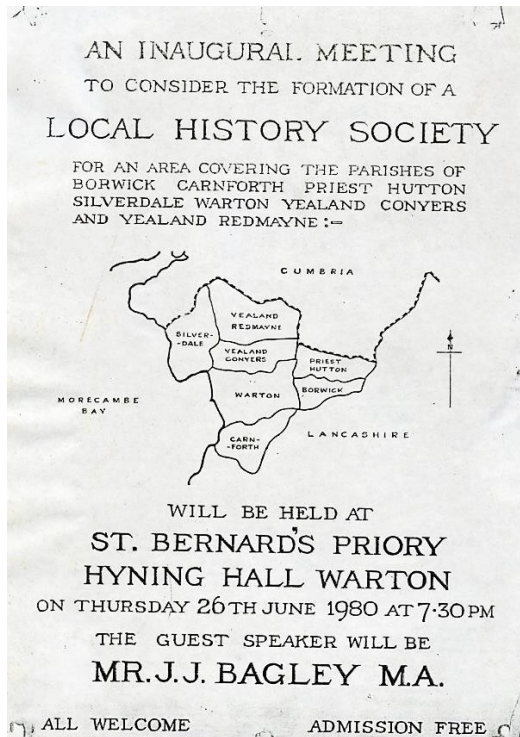 AN INAUGURAL MEETING
TO CONSIDER THE FORMATION OF A
LOCAL HISTORY SOCIETY
FOR AN AREA COVERING THE PARISHES OF
BORWICK CARNFORTH PRIEST HUTTON
SILVERDALE WARTON YEALAND CONYERS
AND YEALAND REDMAYNE :-
CUMBRIA
YEALAND
REDMAYNE
SILVER-
-DALE
YEALAND
CONYERS
PRIEST
HUTTON
N
BORWICK
WARTON
MORECAMBE
BAY
CARN-
-FORTH
LANCASHIRE
WILL BE HELD AT
ST. BERNARD'S PRIORY
HYNING HALL WARTON
ON THURSDAY 26TH JUNE 1980 AT 7·30 PM
THE GUEST SPEAKER WILL BE
MR. J. J. BAGLEY M.A.
ALL WELCOME
ADMISSION FREE